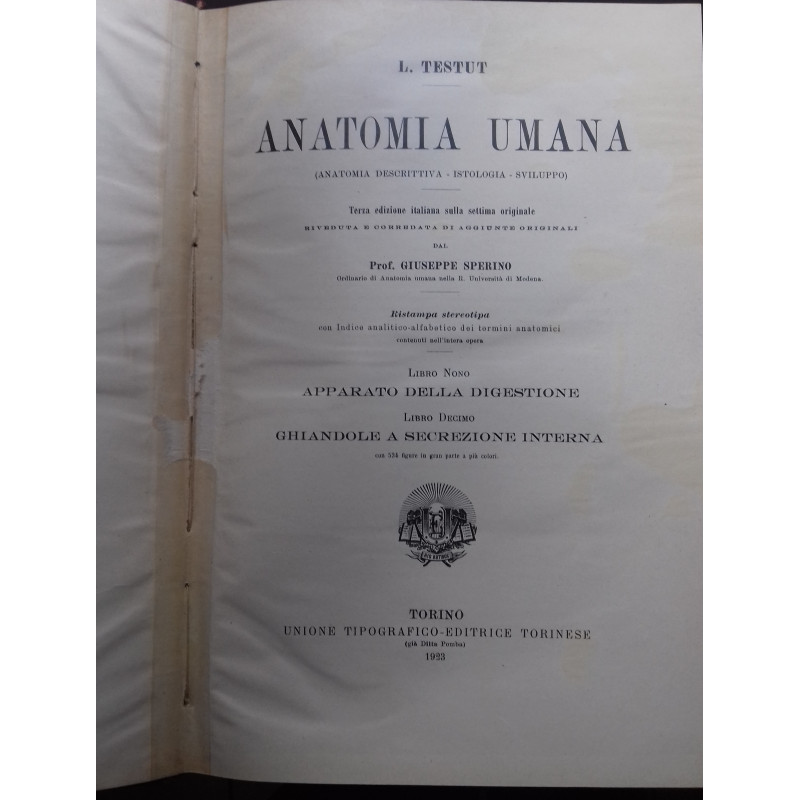 L. TESTUT
ANATOMIA UMANA
(ANATOMIA DESCRITTIVA - ISTOLOGIA - SVILUPPO)
Terza edizione italiana sulla settima originale
RIVEDUTA E CORREDATA DI AGGIUNTE ORIGINALI
DAL
Prof. GIUSEPPE SPERINO
Ordinario di Anatomia umana nella R. Università di Modena.
Ristampa stereotipa
con Indice analitico-alfabetico dei termini anatomici
contenuti nell'intera opera
LIBRO NONO
APPARATO DELLA DIGESTIONE
LIBRO DECIMO
GHIANDOLE A SECREZIONE INTERNA
con 534 figure in gran parte a più colori.
TORINO
UNIONE TIPOGRAFICO-EDITRICE TORINESE
(già Ditta Pomba)
1923